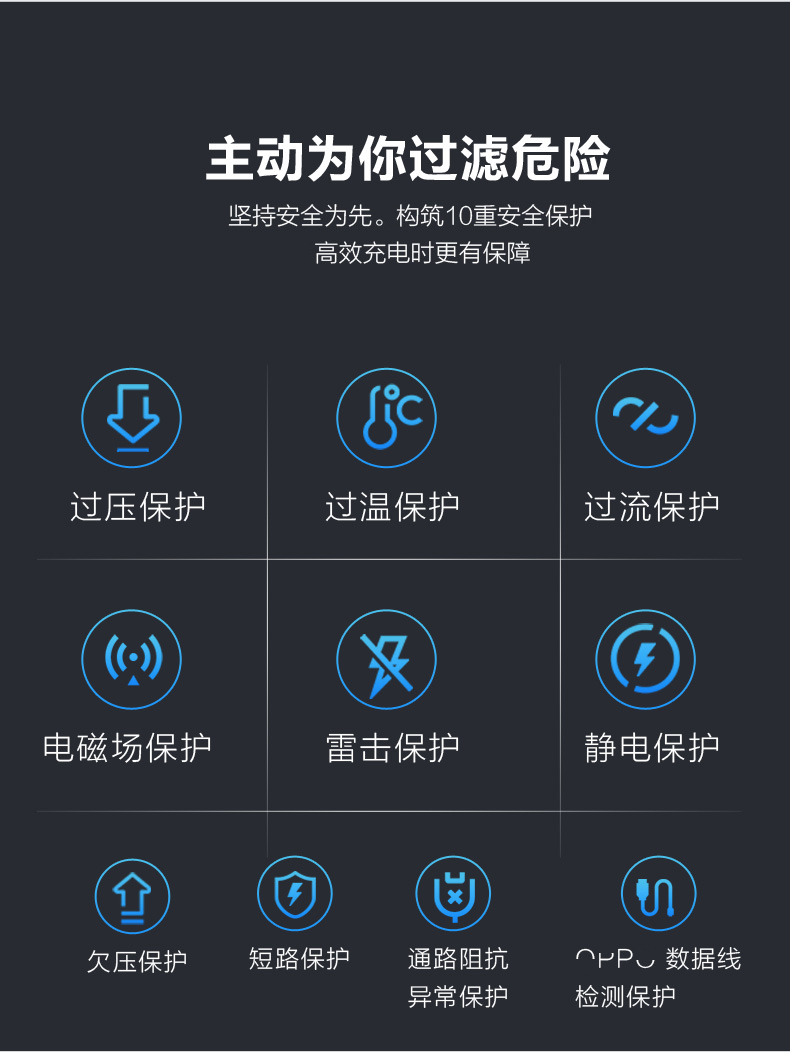 主动为你过滤危险
坚持安全为先。构筑10重安全保护
高效充电时更有保障
过压保护
过温保护
过流保护
电磁场保护
雷击保护
静电保护
欠压保护
短路保护
通路阻抗
异常保护
数据线
检测保护